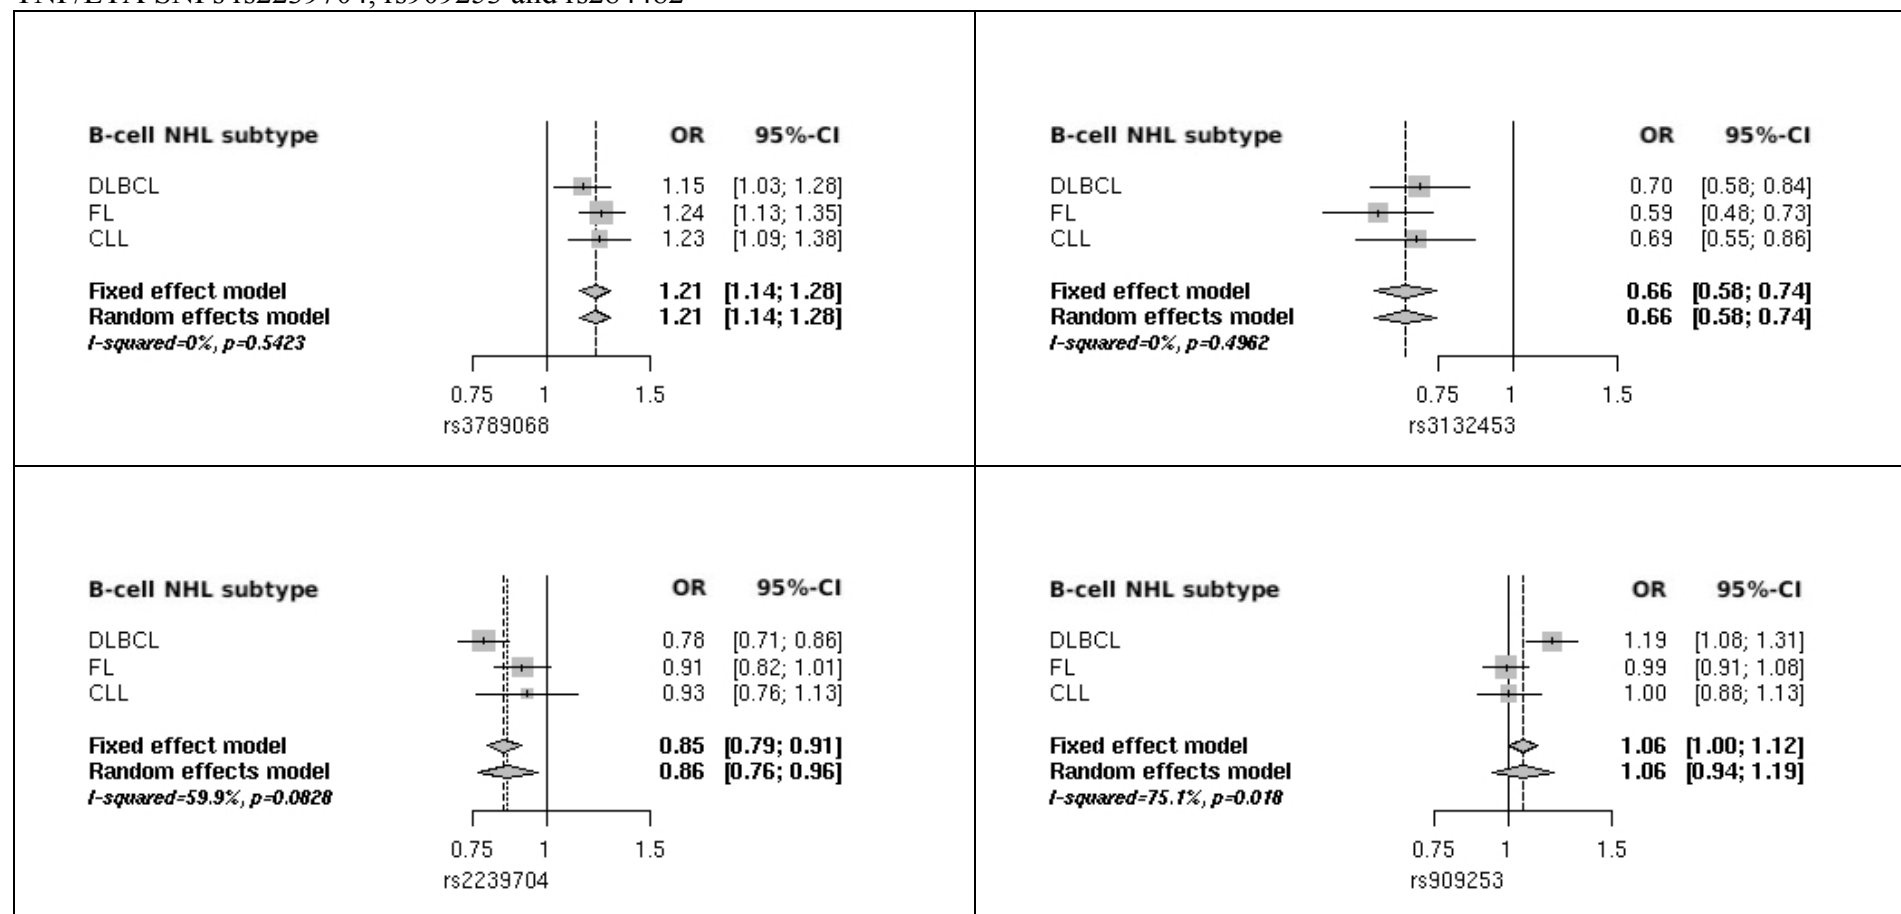 TNF/LTA SNPs rs2239704, rs909253 and rs284482
B-cell NHL subtype OR 95%-CI
DLBCL 1.15 [1.03; 1.28]
FL 1.24 [1.13; 1.35]
CLL 1.23 [1.09; 1.38]
Fixed effect model 1.21 [1.14; 1.28]
Random effects model 1.21 [1.14; 1.28]
I-squared=0%, p=0.5423
0.75 1 1.5
rs3789068
B-cell NHL subtype OR 95%-CI
DLBCL 0.70 [0.58; 0.84]
FL 0.59 [0.48; 0.73]
CLL 0.69 [0.55; 0.86]
Fixed effect model 0.66 [0.58; 0.74]
Random effects model 0.66 [0.58; 0.74]
I-squared=0%, p=0.4962
0.75 1 1.5
rs3132453
B-cell NHL subtype OR 95%-CI
DLBCL 0.78 [0.71; 0.86]
FL 0.91 [0.82; 1.01]
CLL 0.93 [0.76; 1.13]
Fixed effect model 0.85 [0.79; 0.91]
Random effects model 0.86 [0.76; 0.96]
I-squared=59.9%, p=0.0828
0.75 1 1.5
rs2239704
B-cell NHL subtype OR 95%-CI
DLBCL 1.19 [1.08; 1.31]
FL 0.99 [0.91; 1.08]
CLL 1.00 [0.88; 1.13]
Fixed effect model 1.06 [1.00; 1.12]
Random effects model 1.06 [0.94; 1.19]
I-squared=75.1%, p=0.018
0.75 1 1.5
rs909253